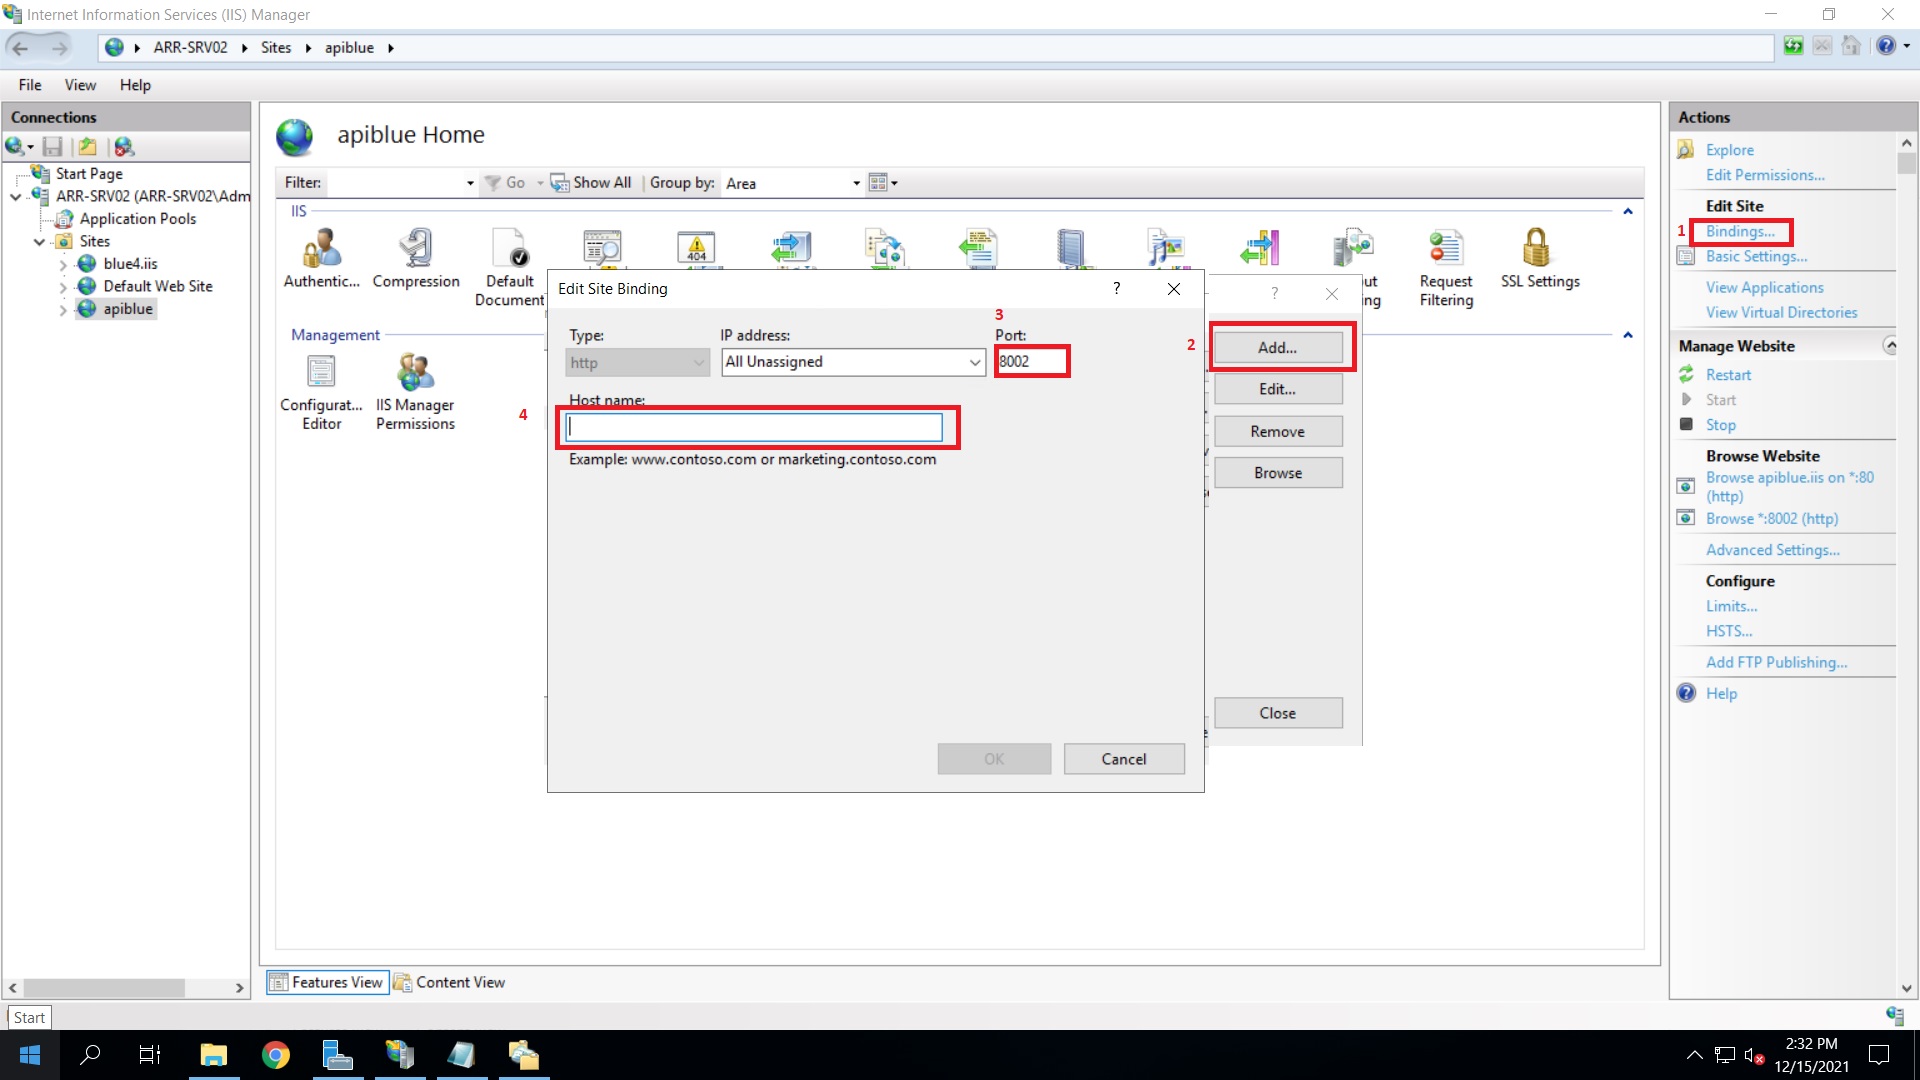 Internet Information Services (IIS) Manager
ARR-SRV02 Sites apiblue
File View Help
Connections
Start Page
ARR-SRV02 (ARR-SRV02\Adm
Application Pools
Sites
blue4.iis
Default Web Site
apiblue
apiblue Home
Filter: Go Show All Group by: Area
IIS
Authentic... Compression Default Document
404
ut
ng
Request Filtering
SSL Settings
Management
Configurat... Editor
IIS Manager Permissions
Edit Site Binding ?
Type: IP address: Port:
http All Unassigned 8002
3
4
Host name:
Example: www.contoso.com or marketing.contoso.com
OK Cancel
?
2
Add...
Edit...
Remove
Browse
Close
Features View Content View
Actions
Explore
Edit Permissions...
Edit Site
1
Bindings...
Basic Settings...
View Applications
View Virtual Directories
Manage Website
Restart
Start
Stop
Browse Website
Browse apiblue.iis on *:80
(http)
Browse *:8002 (http)
Advanced Settings...
Configure
Limits...
HSTS...
Add FTP Publishing...
Help
Start
2:32 PM
12/15/2021